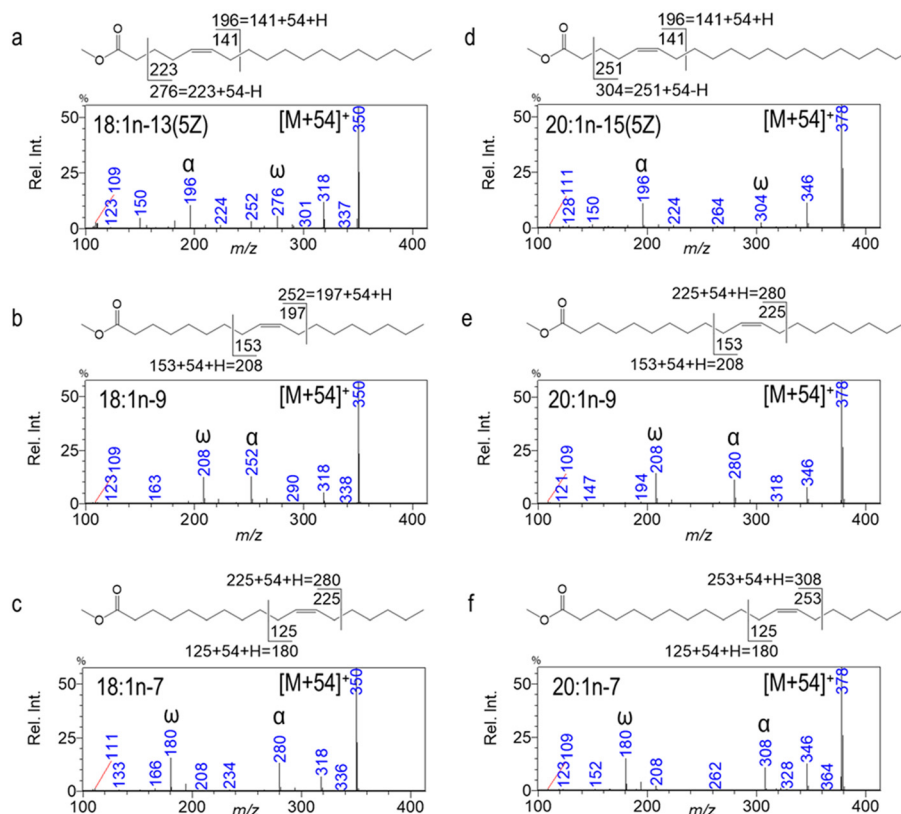 a
196=141+54+H
141
O
O
223
276=223+54-H
%
50
25
0
Rel. Int.
18:1n-13(5Z)
[M+54]+
350
α
ω
109
123
150
196
224
252
276
301
318
337
100
200
300
400
m/z
d
196=141+54+H
141
O
O
251
304=251+54-H
%
50
25
0
Rel. Int.
20:1n-15(5Z)
[M+54]+
378
α
ω
111
128
150
196
224
264
304
346
100
200
300
400
m/z
b
252=197+54+H
197
O
O
153
153+54+H=208
%
50
25
0
Rel. Int.
18:1n-9
[M+54]+
350
ω
α
109
123
163
208
252
290
318
338
100
200
300
400
m/z
e
225+54+H=280
225
O
O
153
153+54+H=208
%
50
25
0
Rel. Int.
20:1n-9
[M+54]+
378
ω
α
109
121
147
194
208
280
318
346
100
200
300
400
m/z
c
225+54+H=280
225
O
O
125
125+54+H=180
%
50
25
0
Rel. Int.
18:1n-7
[M+54]+
350
ω
α
111
133
166
180
208
234
280
318
336
100
200
300
400
m/z
f
253+54+H=308
253
O
O
125
125+54+H=180
%
50
25
0
Rel. Int.
20:1n-7
[M+54]+
378
ω
α
109
123
152
180
208
262
308
328
346
364
100
200
300
400
m/z